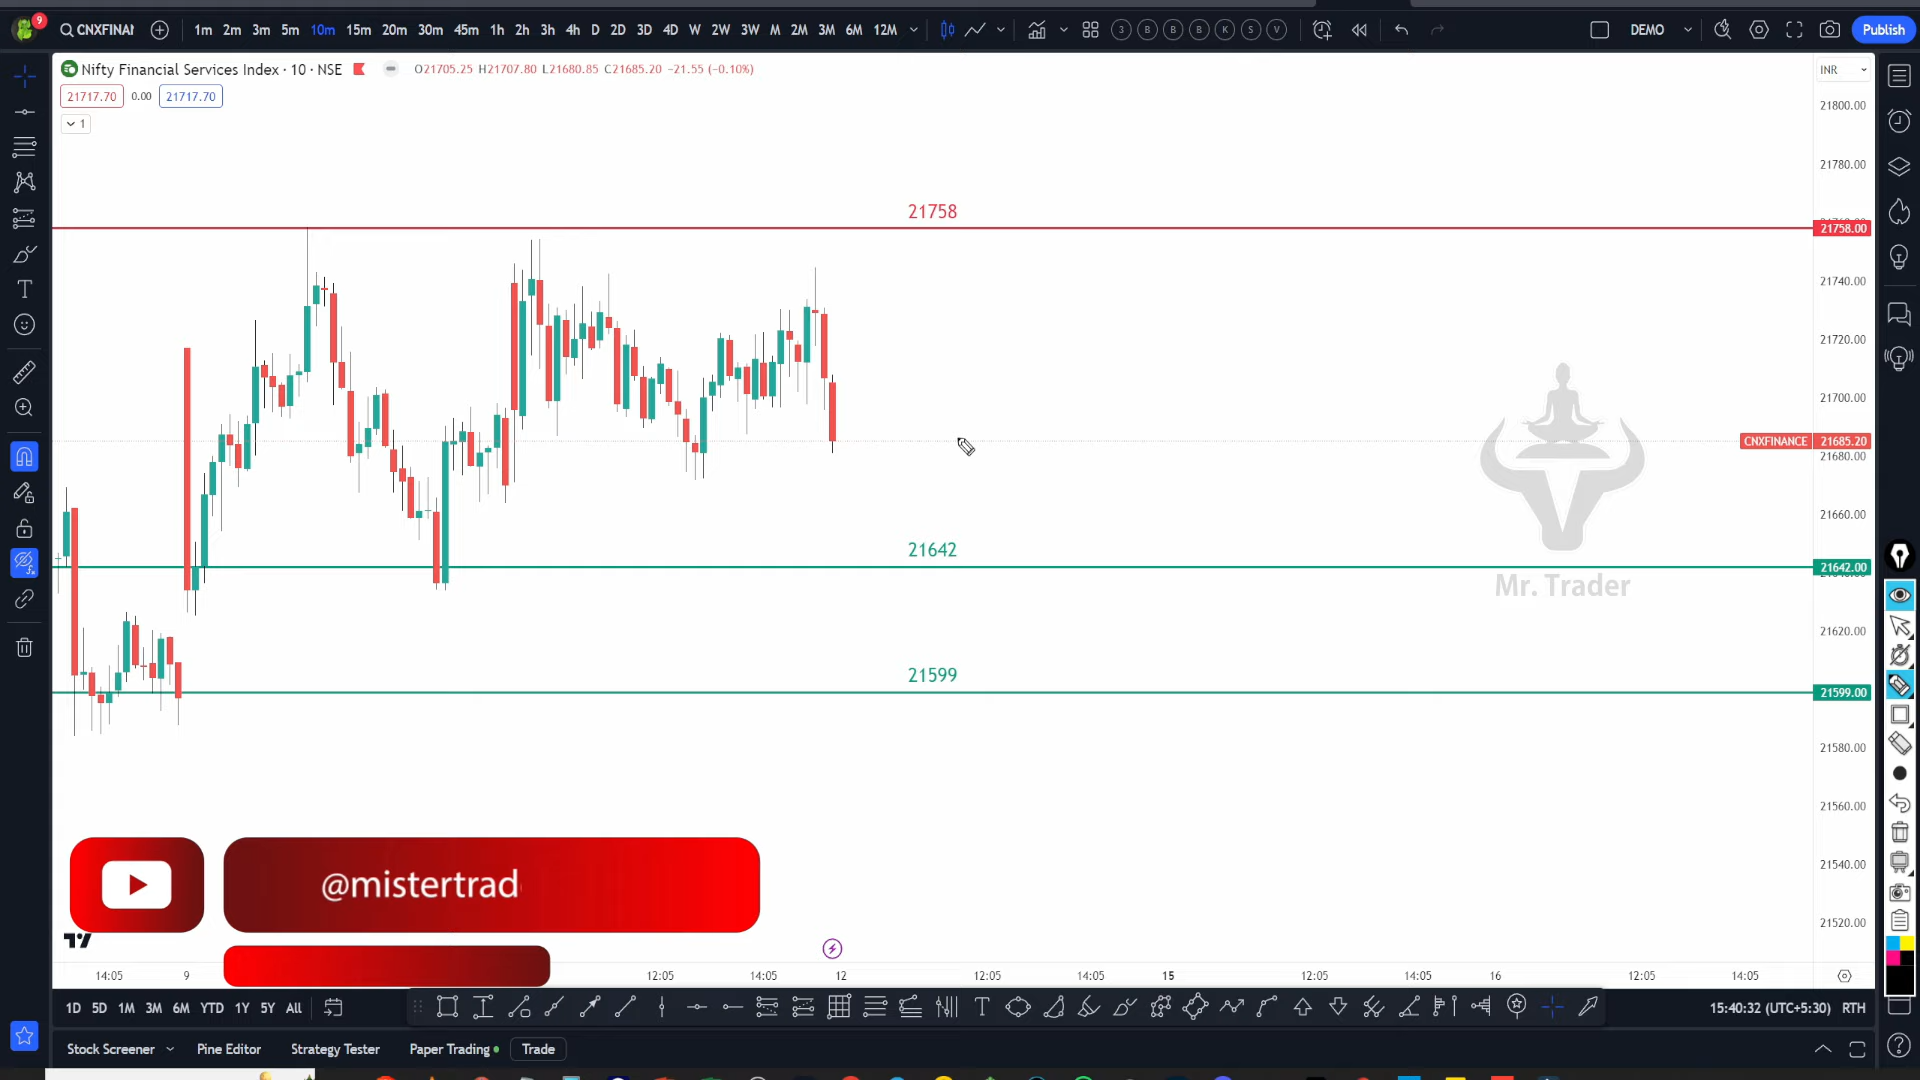 9 CNXFINAI 1m 2m 3m 5m 10m 15m 20m 30m 45m 1h 2h 3h 4h D 2D 3D 4D W 2W 3W M 2M 3M 6M 12M 3 B B B K S V DEMO Publish
Nifty Financial Services Index · 10 · NSE O21705.25 H21707.80 L21680.85 C21685.20 −21.55 (−0.10%) INR
21717.70 0.00 21717.70
21800.00
1
21780.00
21758
21758.00
21740.00
21720.00
21700.00
CNXFINANCE 21685.20
21680.00
21660.00
21642
21642.00
Mr. Trader
21620.00
21599
21599.00
21580.00
21560.00
21540.00
@mistertrad
21520.00
14:05 9 12:05 14:05 12 12:05 14:05 15 12:05 14:05 16 12:05 14:05
1D 5D 1M 3M 6M YTD 1Y 5Y All 15:40:32 (UTC+5:30) RTH
Stock Screener Pine Editor Strategy Tester Paper Trading Trade